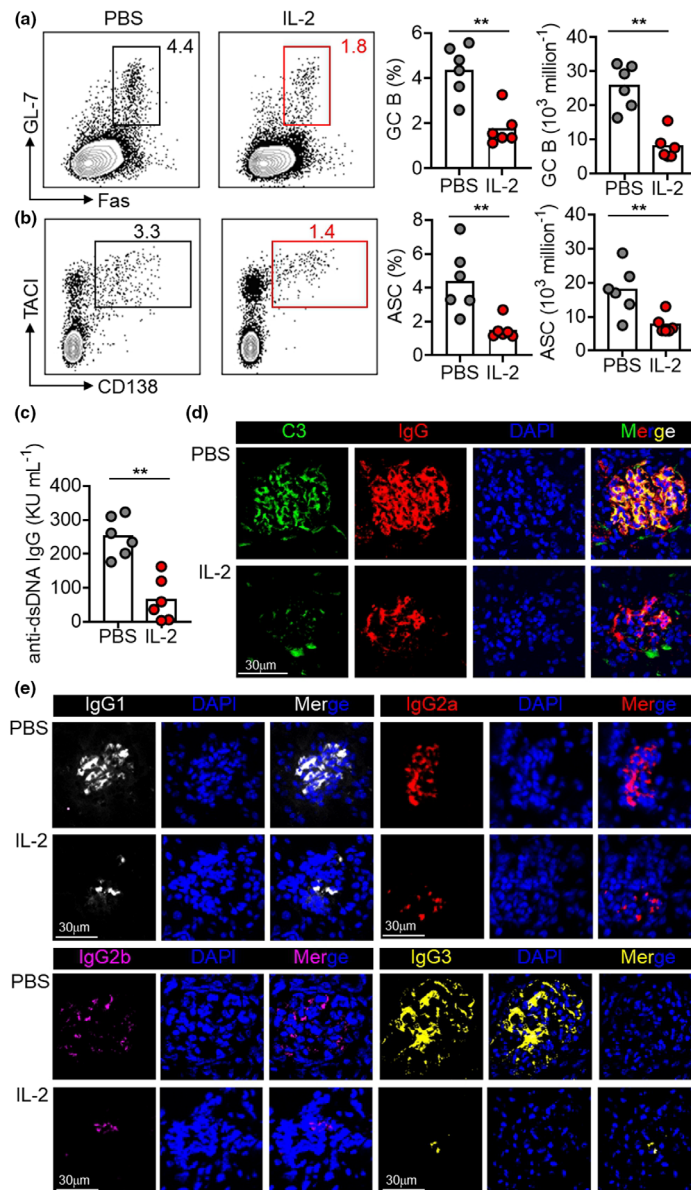 (a) PBS IL-2
4.4
1.8
GL-7
Fas
GC B (%)
6
4
2
0
**
PBS IL-2
GC B (10³ million⁻¹)
40
30
20
10
0
**
PBS IL-2
(b)
3.3
1.4
TACI
CD138
ASC (%)
8
6
4
2
0
**
PBS IL-2
ASC (10³ million⁻¹)
40
30
20
10
0
**
PBS IL-2
(c)
anti-dsDNA IgG (KU mL⁻¹)
400
300
200
100
0
**
PBS IL-2
(d)
C3 IgG DAPI Merge
PBS
IL-2
30μm
(e)
IgG1 DAPI Merge IgG2a DAPI Merge
PBS
IL-2
30μm 30μm
IgG2b DAPI Merge IgG3 DAPI Merge
PBS
IL-2
30μm 30μm